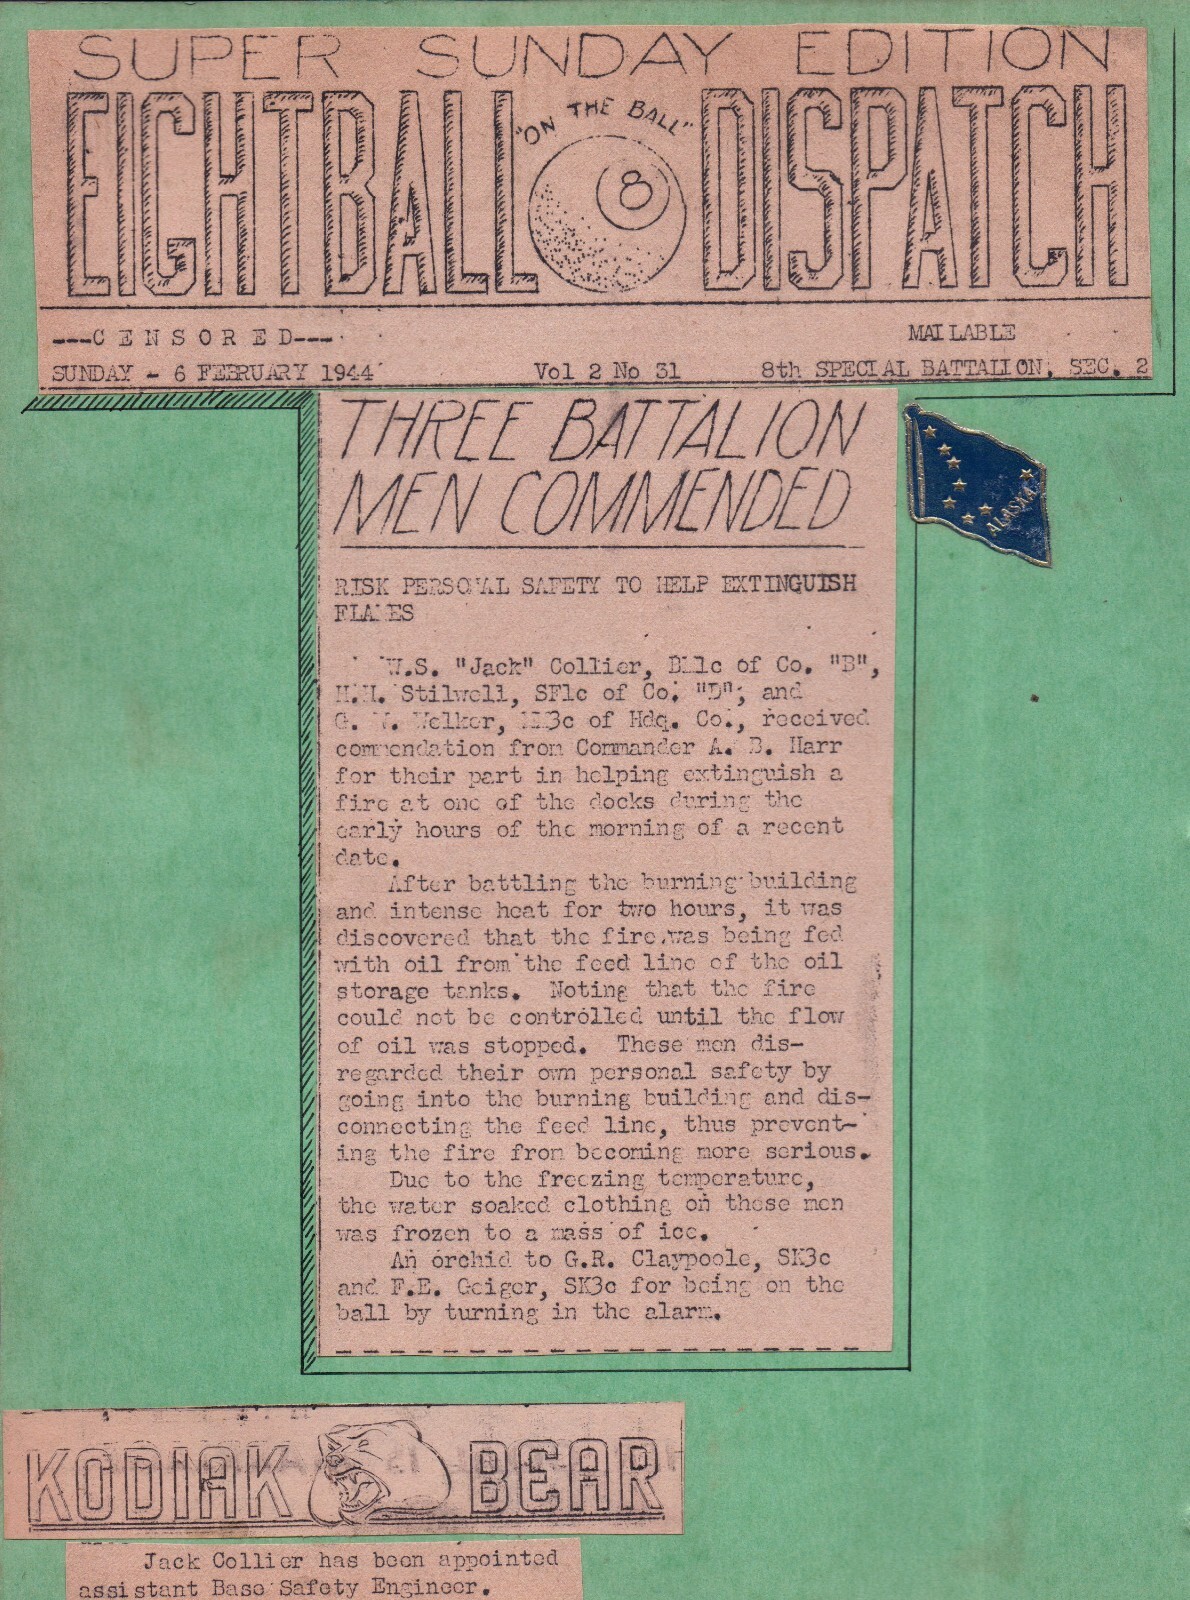 SUPER SUNDAY EDITION
EIGHTBALL "ON THE BALL" 8 DISPATCH
---C E N S O R E D--- MAILABLE
SUNDAY - 6 FEBRUARY 1944 Vol 2 No 31 8th SPECIAL BATTALION, SEC. 2
THREE BATTALION
MEN COMMENDED
ALASKA
RISK PERSONAL SAFETY TO HELP EXTINGUISH
FLAMES
W.S. "Jack" Collier, of Co. "B",
Stilwell, SF1c of Co. "D"; and
G. Welker, of Hdq. Co., received
commendation from Commander A. B. Harr
for their part in helping extinguish a
fire at one of the docks during the
early hours of the morning of a recent
date.
After battling the burning building
and intense heat for two hours, it was
discovered that the fire was being fed
with oil from the feed line of the oil
storage tanks. Noting that the fire
could not be controlled until the flow
of oil was stopped. These men dis-
regarded their own personal safety by
going into the burning building and dis-
connecting the feed line, thus prevent-
ing the fire from becoming more serious.
Due to the freezing temperature,
the water soaked clothing on these men
was frozen to a mass of ice.
An orchid to G.R. Claypoole, SK3c
and F.E. Geiger, SK3c for being on the
ball by turning in the alarm.
KODIAK BEAR
Jack Collier has been appointed
assistant Base Safety Engineer.